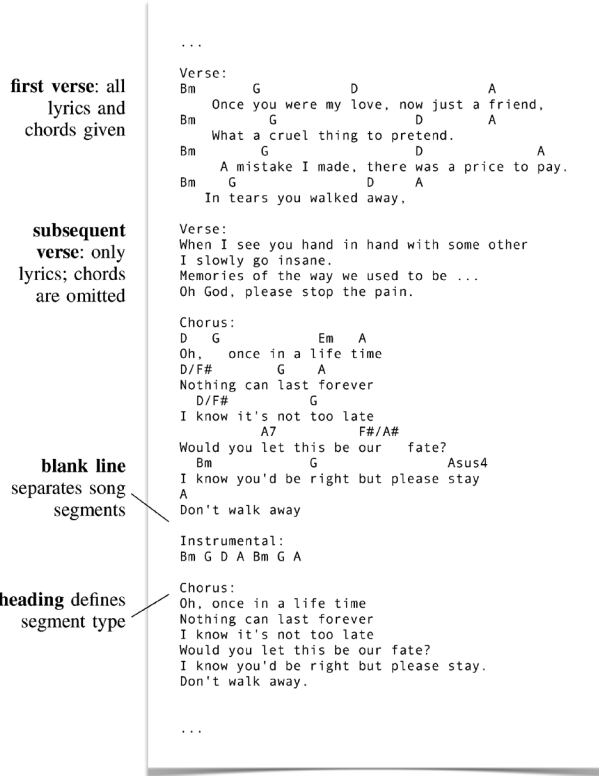 ...
first verse: all
lyrics and
chords given
Verse:
Bm G D A
Once you were my love, now just a friend,
Bm G D A
What a cruel thing to pretend.
Bm G D A
A mistake I made, there was a price to pay.
Bm G D A
In tears you walked away,
subsequent
verse: only
lyrics; chords
are omitted
Verse:
When I see you hand in hand with some other
I slowly go insane.
Memories of the way we used to be ...
Oh God, please stop the pain.
Chorus:
D G Em A
Oh, once in a life time
D/F# G A
Nothing can last forever
D/F# G
I know it's not too late
A7 F#/A#
Would you let this be our fate?
Bm G Asus4
I know you'd be right but please stay
A
Don't walk away
blank line
separates song
segments
Instrumental:
Bm G D A Bm G A
heading defines
segment type
Chorus:
Oh, once in a life time
Nothing can last forever
I know it's not too late
Would you let this be our fate?
I know you'd be right but please stay.
Don't walk away.
...